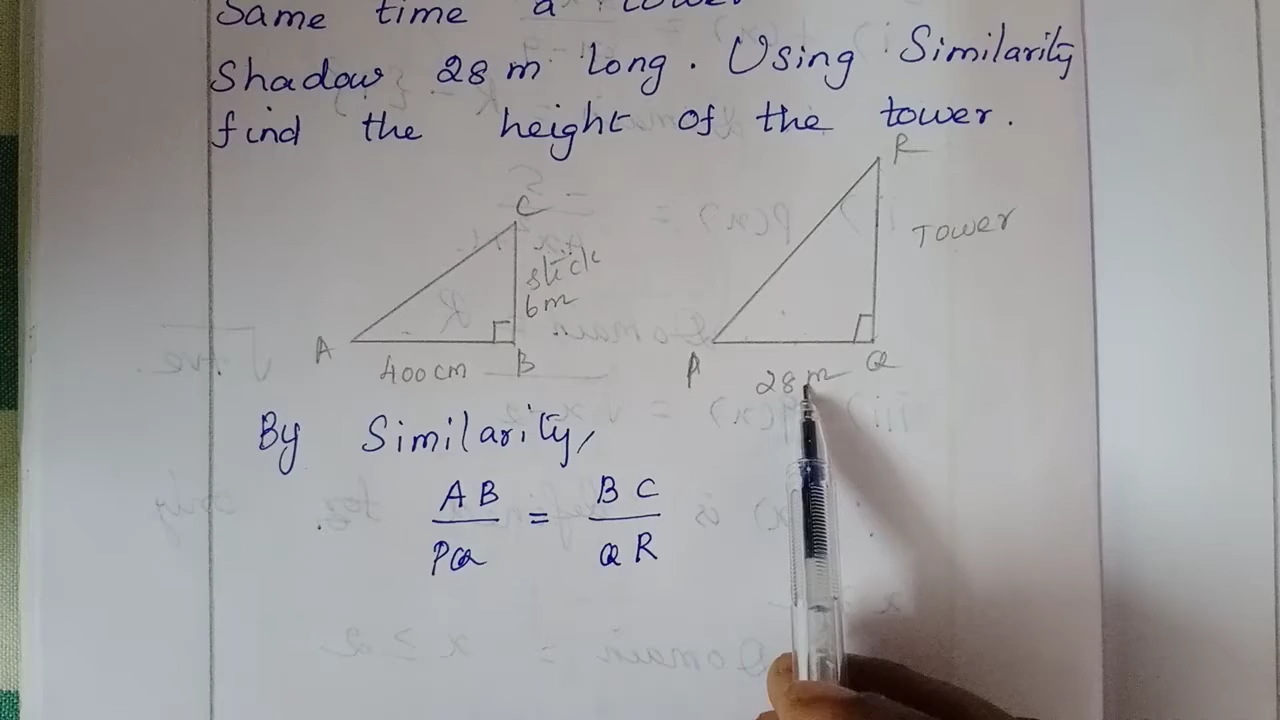 Same time a tower
Shadow 28 m long. Using Similarity
find the height of the tower.
C
R
stick
6m
Tower
A
400 cm
B
P
28 m
Q
By Similarity,
AB
PQ
=
BC
QR